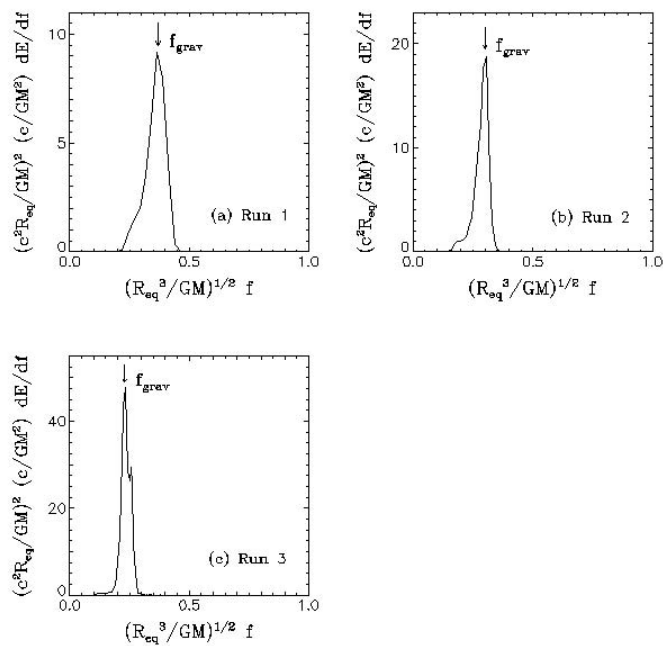 (c²R_eq/GM)² (c/GM²) dE/df
10
5
0
f_grav
(a) Run 1
0.0 0.5 1.0
(R_eq³/GM)^1/2 f
(c²R_eq/GM)² (c/GM²) dE/df
20
10
0
f_grav
(b) Run 2
0.0 0.5 1.0
(R_eq³/GM)^1/2 f
(c²R_eq/GM)² (c/GM²) dE/df
40
20
0
f_grav
(c) Run 3
0.0 0.5 1.0
(R_eq³/GM)^1/2 f